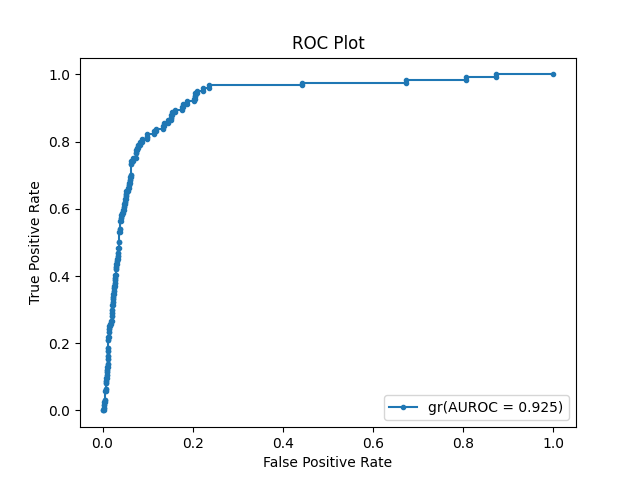 ROC Plot
True Positive Rate
1.0
0.8
0.6
0.4
0.2
0.0
gr(AUROC = 0.925)
0.0 0.2 0.4 0.6 0.8 1.0
False Positive Rate